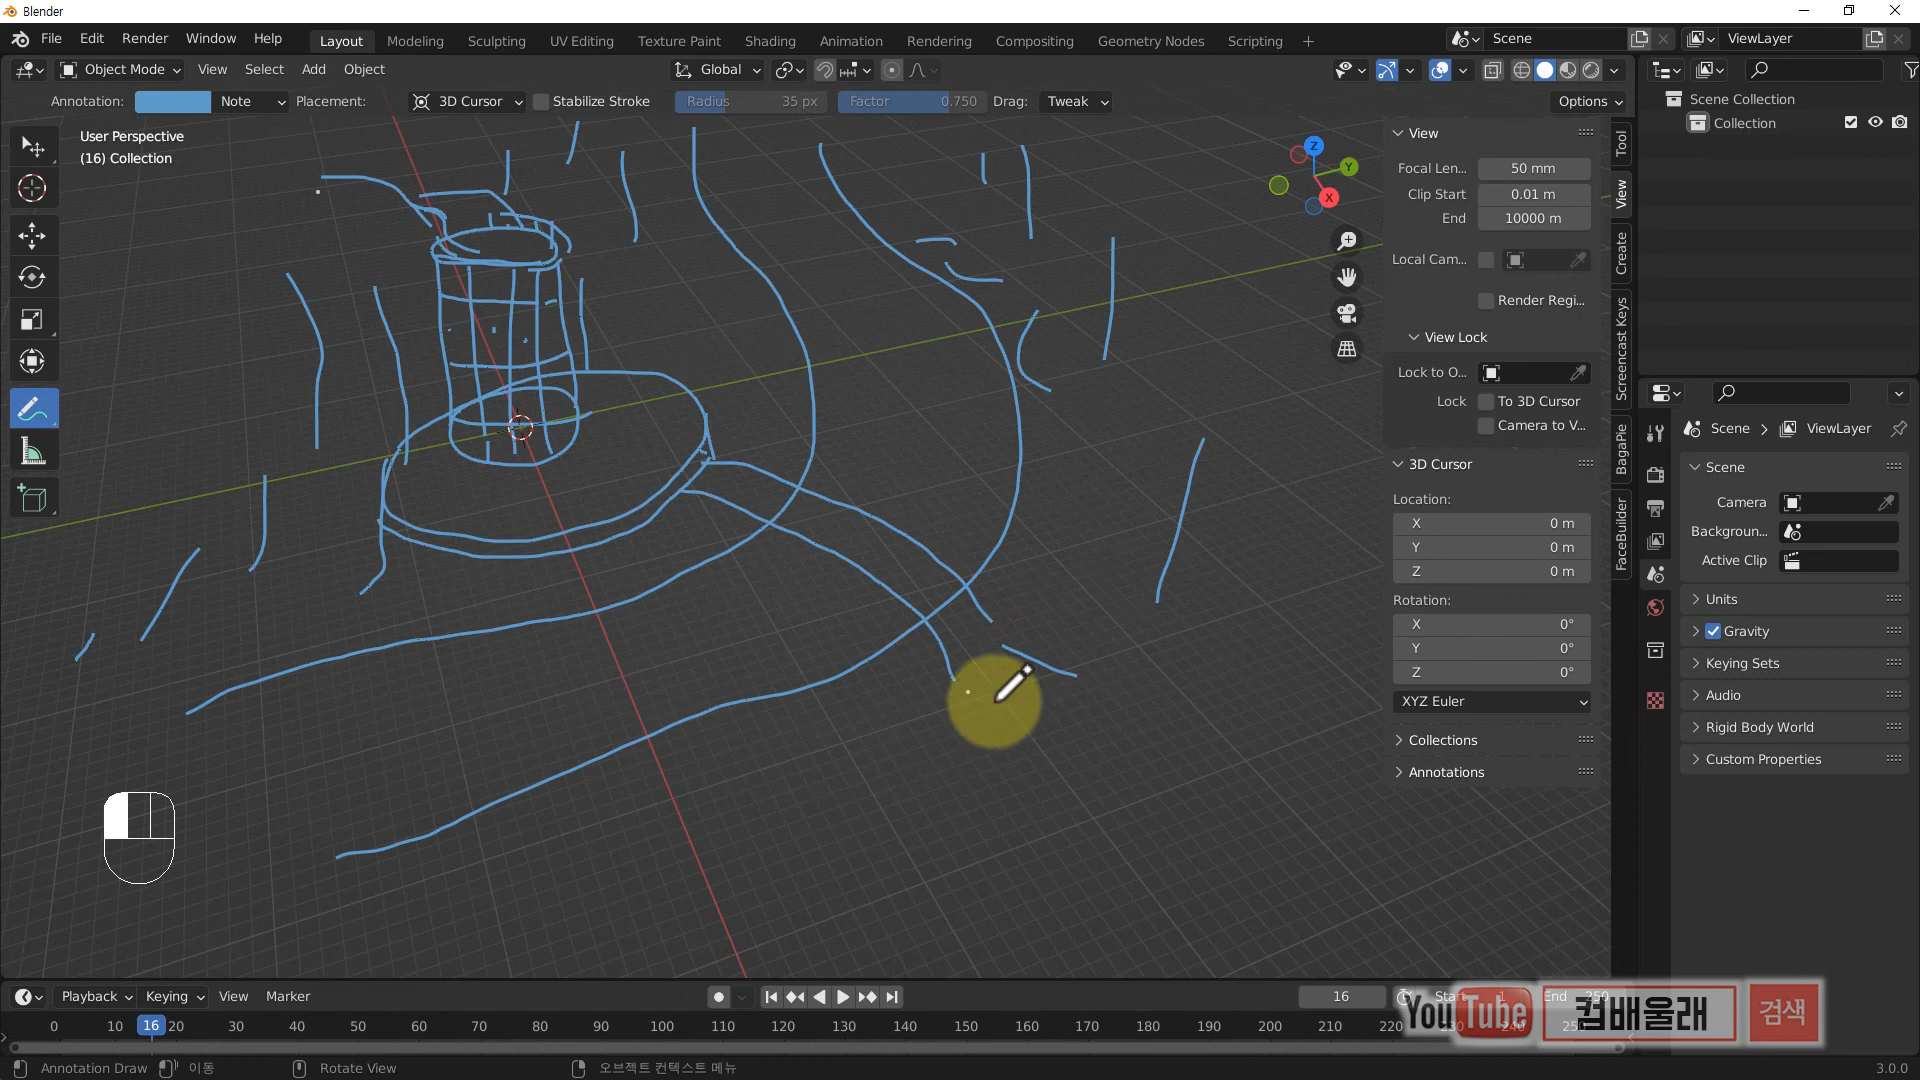 Blender
File Edit Render Window Help
Layout Modeling Sculpting UV Editing Texture Paint Shading Animation Rendering Compositing Geometry Nodes Scripting +
Scene
ViewLayer
Object Mode View Select Add Object
Global
Annotation: Note Placement: 3D Cursor Stabilize Stroke Radius 35 px Factor 0.750 Drag: Tweak
Options
User Perspective
(16) Collection
Z
Y
X
View
Focal Len... 50 mm
Clip Start 0.01 m
End 10000 m
Local Cam...
Render Regi...
View Lock
Lock to O...
Lock To 3D Cursor
Camera to V...
3D Cursor
Location:
X 0 m
Y 0 m
Z 0 m
Rotation:
X 0°
Y 0°
Z 0°
XYZ Euler
Collections
Annotations
Tool
View
Create
Screencast Keys
BagaPie
FaceBuilder
Scene Collection
Collection
Scene > ViewLayer
Scene
Camera
Backgroun...
Active Clip
Units
Gravity
Keying Sets
Audio
Rigid Body World
Custom Properties
Playback Keying View Marker
16 Start 1 End 250
0 10 16 20 30 40 50 60 70 80 90 100 110 120 130 140 150 160 170 180 190 200 210 220 230 240 250
YouTube 컴배울래 검색
Annotation Draw 이동 Rotate View 오브젝트 컨텍스트 메뉴
3.0.0